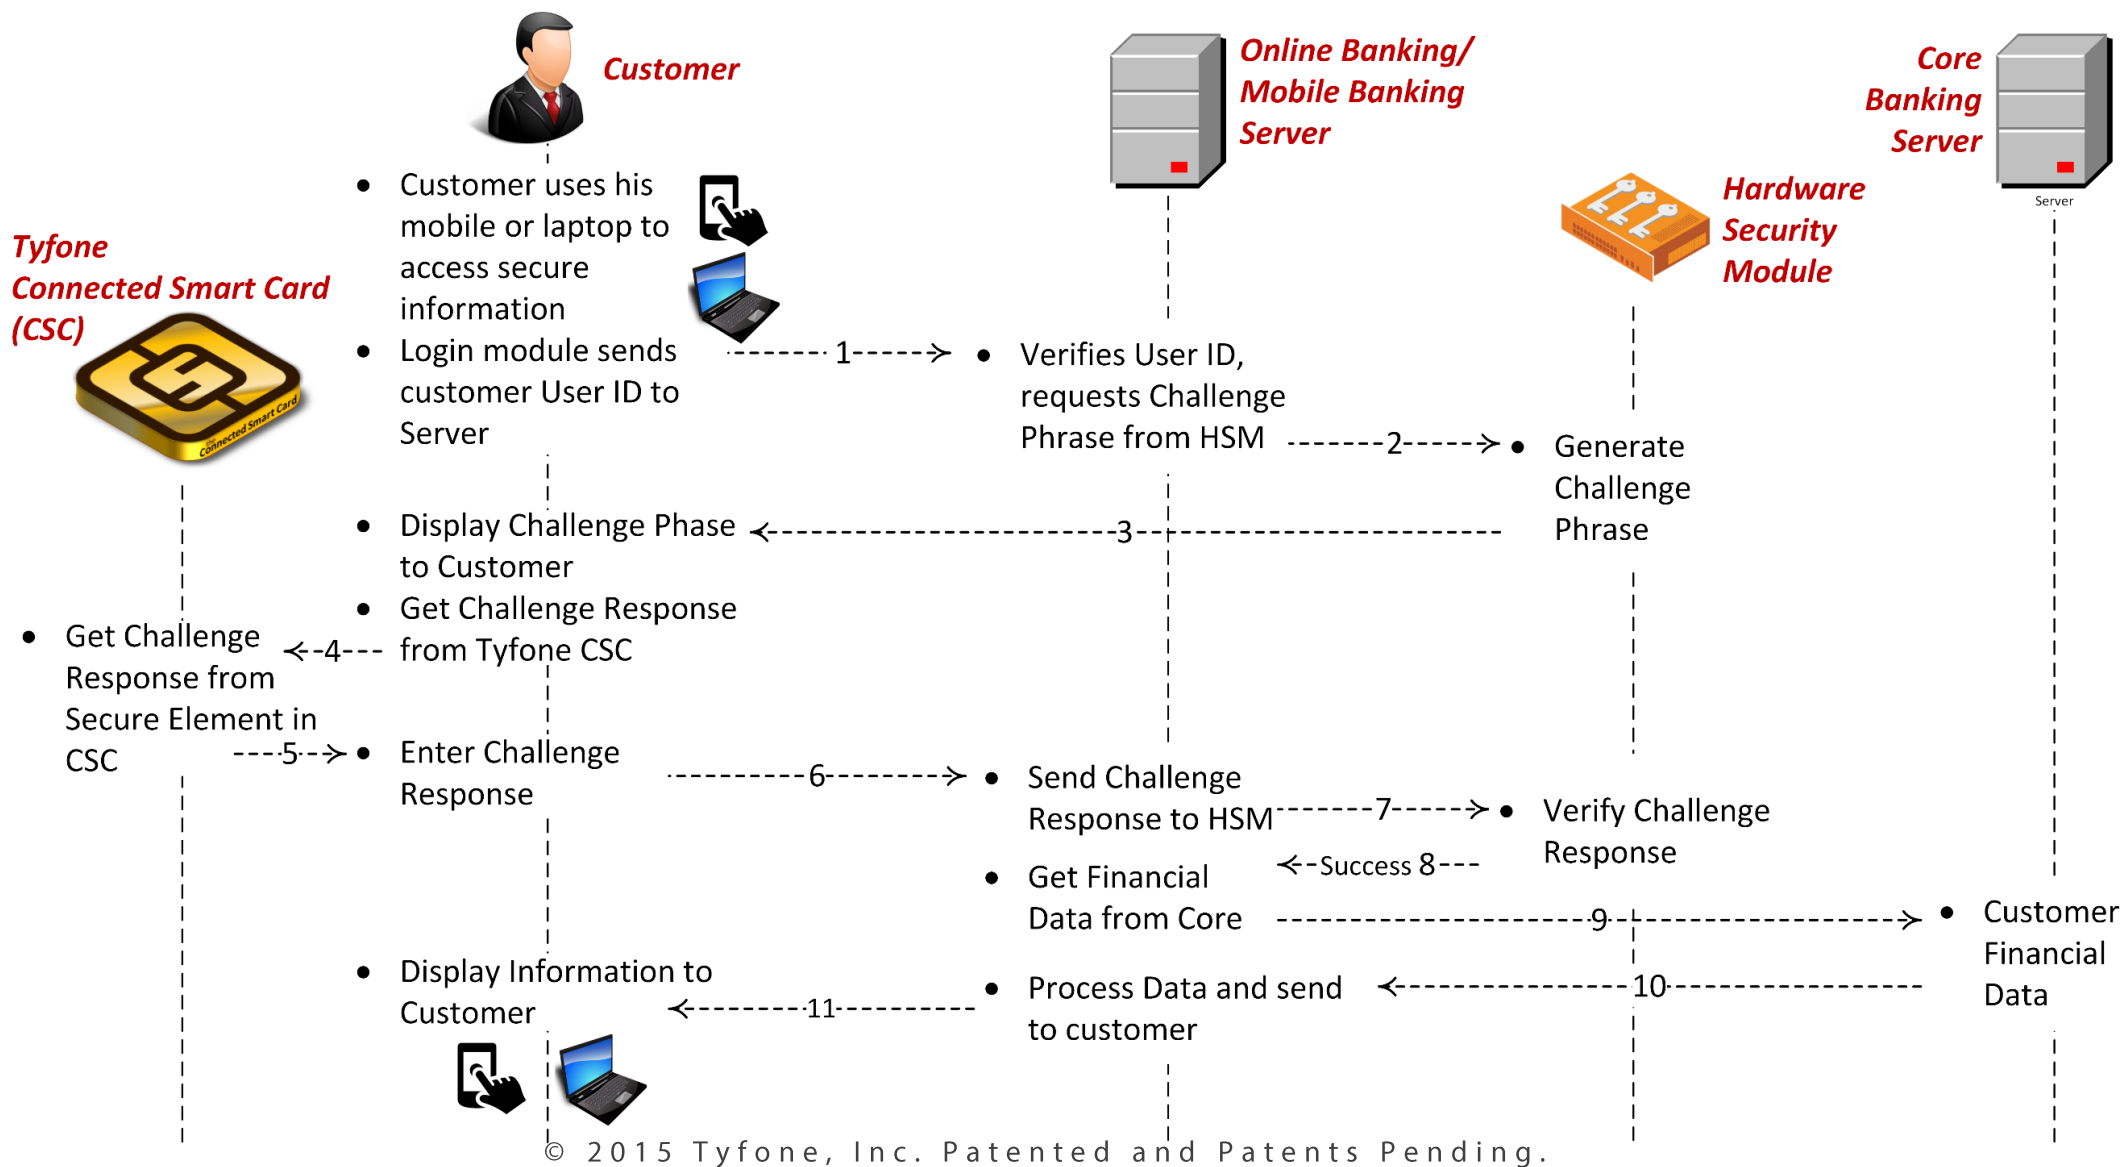 Customer
Online Banking/
Mobile Banking
Server
Core
Banking
Server
Server
Hardware
Security
Module
Tyfone
Connected Smart Card
(CSC)
the
Connected Smart Card
• Customer uses his
mobile or laptop to
access secure
information
• Login module sends
customer User ID to
Server
1
• Verifies User ID,
requests Challenge
Phrase from HSM
2
• Generate
Challenge
Phrase
3
• Display Challenge Phase
to Customer
• Get Challenge Response
from Tyfone CSC
4
• Get Challenge
Response from
Secure Element in
CSC
5
• Enter Challenge
Response
6
• Send Challenge
Response to HSM
7
• Verify Challenge
Response
Success 8
• Get Financial
Data from Core
9
• Customer
Financial
Data
10
• Process Data and send
to customer
11
• Display Information to
Customer
© 2015 Tyfone, Inc. Patented and Patents Pending.